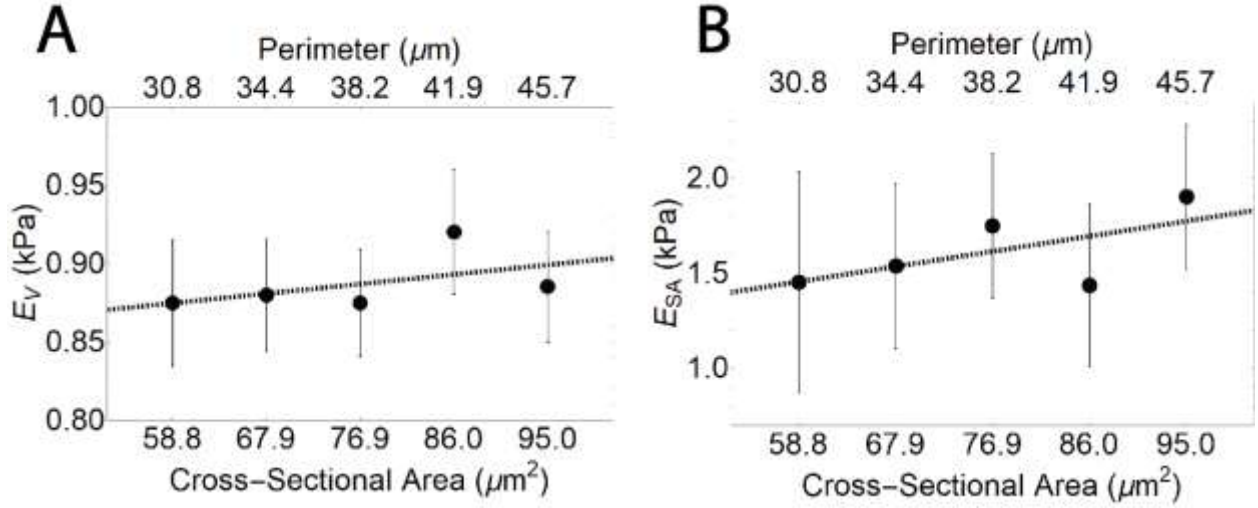 A
Perimeter (μm)
30.8 34.4 38.2 41.9 45.7
1.00
0.95
0.90
0.85
0.80
E_V (kPa)
58.8 67.9 76.9 86.0 95.0
Cross-Sectional Area (μm²)
B
Perimeter (μm)
30.8 34.4 38.2 41.9 45.7
2.0
1.5
1.0
E_SA (kPa)
58.8 67.9 76.9 86.0 95.0
Cross-Sectional Area (μm²)